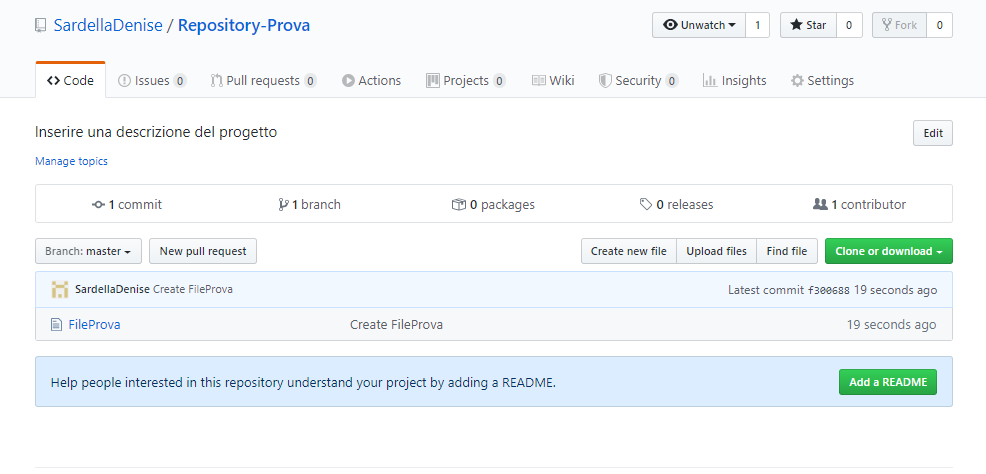 SardellaDenise / Repository-Prova Unwatch 1 Star 0 Fork 0
Code Issues 0 Pull requests 0 Actions Projects 0 Wiki Security 0 Insights Settings
Inserire una descrizione del progetto Edit
Manage topics
1 commit 1 branch 0 packages 0 releases 1 contributor
Branch: master New pull request Create new file Upload files Find file Clone or download
SardellaDenise Create FileProva Latest commit f300688 19 seconds ago
FileProva Create FileProva 19 seconds ago
Help people interested in this repository understand your project by adding a README. Add a README